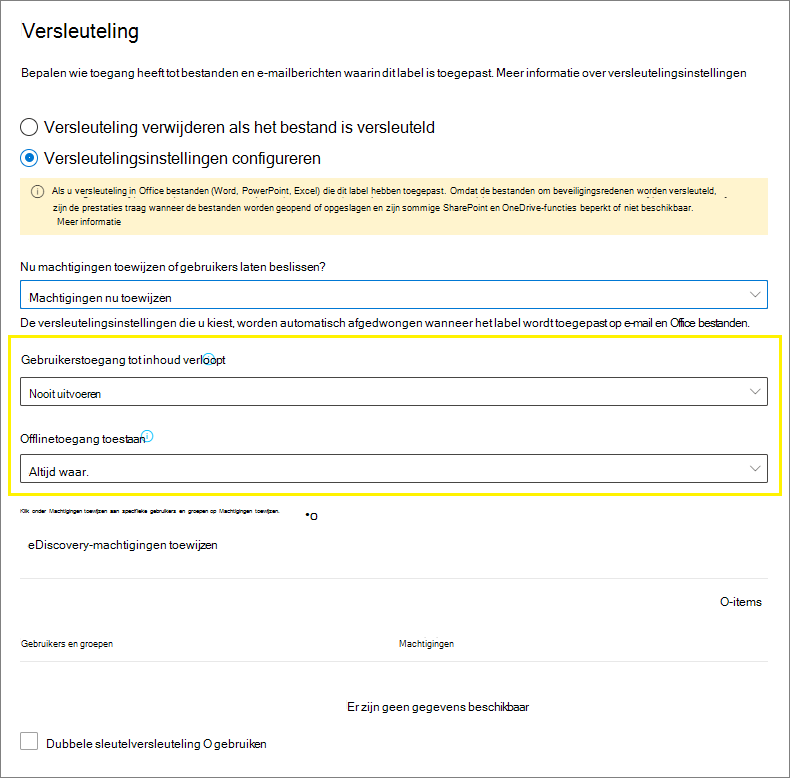 Versleuteling
Bepalen wie toegang heeft tot bestanden en e-mailberichten waarin dit label is toegepast. Meer informatie over versleutelingsinstellingen
Versleuteling verwijderen als het bestand is versleuteld
Versleutelingsinstellingen configureren
Als u versleuteling in Office bestanden (Word, PowerPoint, Excel) die dit label hebben toegepast. Omdat de bestanden om beveiligingsredenen worden versleuteld,
zijn de prestaties traag wanneer de bestanden worden geopend of opgeslagen en zijn sommige SharePoint en OneDrive-functies beperkt of niet beschikbaar.
Meer informatie
Nu machtigingen toewijzen of gebruikers laten beslissen?
Machtigingen nu toewijzen
De versleutelingsinstellingen die u kiest, worden automatisch afgedwongen wanneer het label wordt toegepast op e-mail en Office bestanden.
Gebruikerstoegang tot inhoud verloopt
Nooit uitvoeren
Offlinetoegang toestaan
Altijd waar.
Klik onder Machtigingen toewijzen aan specifieke gebruikers en groepen op Machtigingen toewijzen. *O
eDiscovery-machtigingen toewijzen
O-items
Gebruikers en groepen Machtigingen
Er zijn geen gegevens beschikbaar
Dubbele sleutelversleuteling O gebruiken